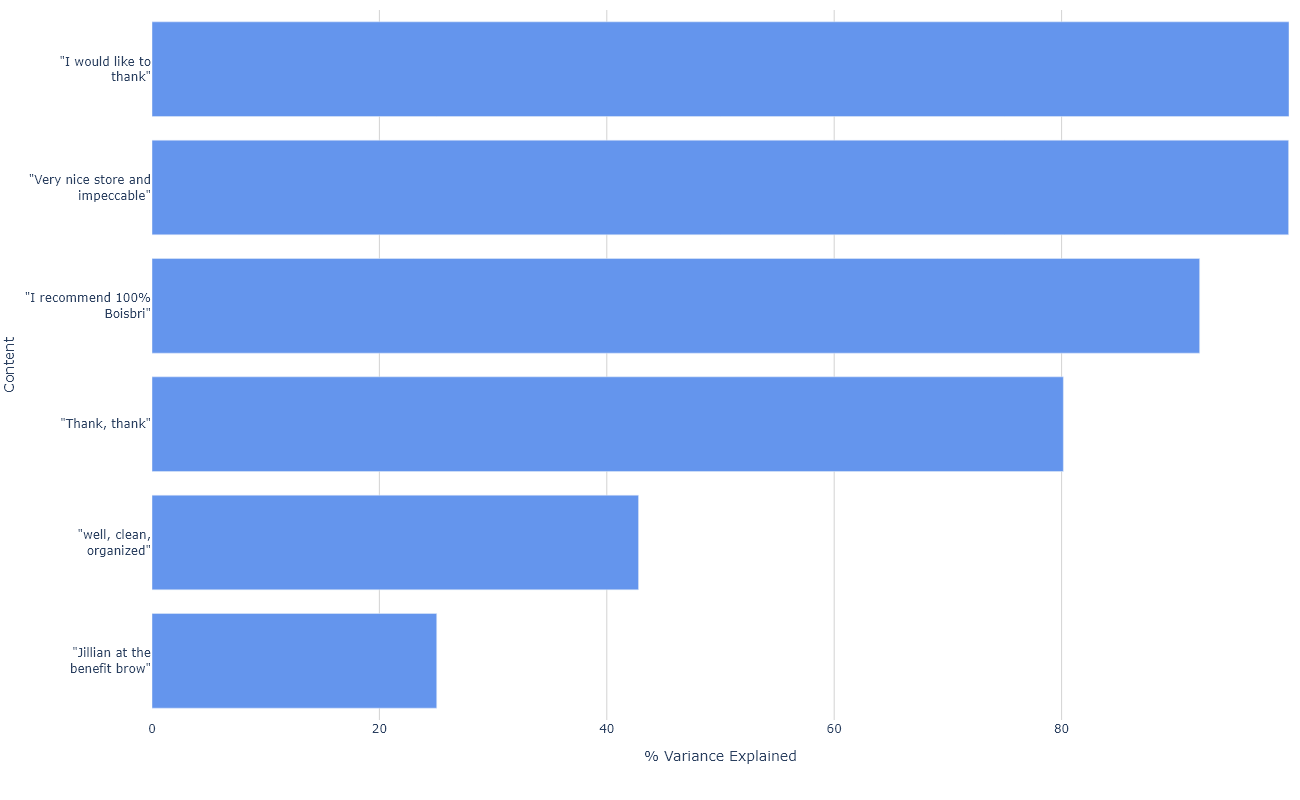 "I would like to
thank"
"Very nice store and
impeccable"
"I recommend 100%
Boisbri"
"Thank, thank"
"well, clean,
organized"
"Jillian at the
benefit brow"
Content
0 20 40 60 80
% Variance Explained